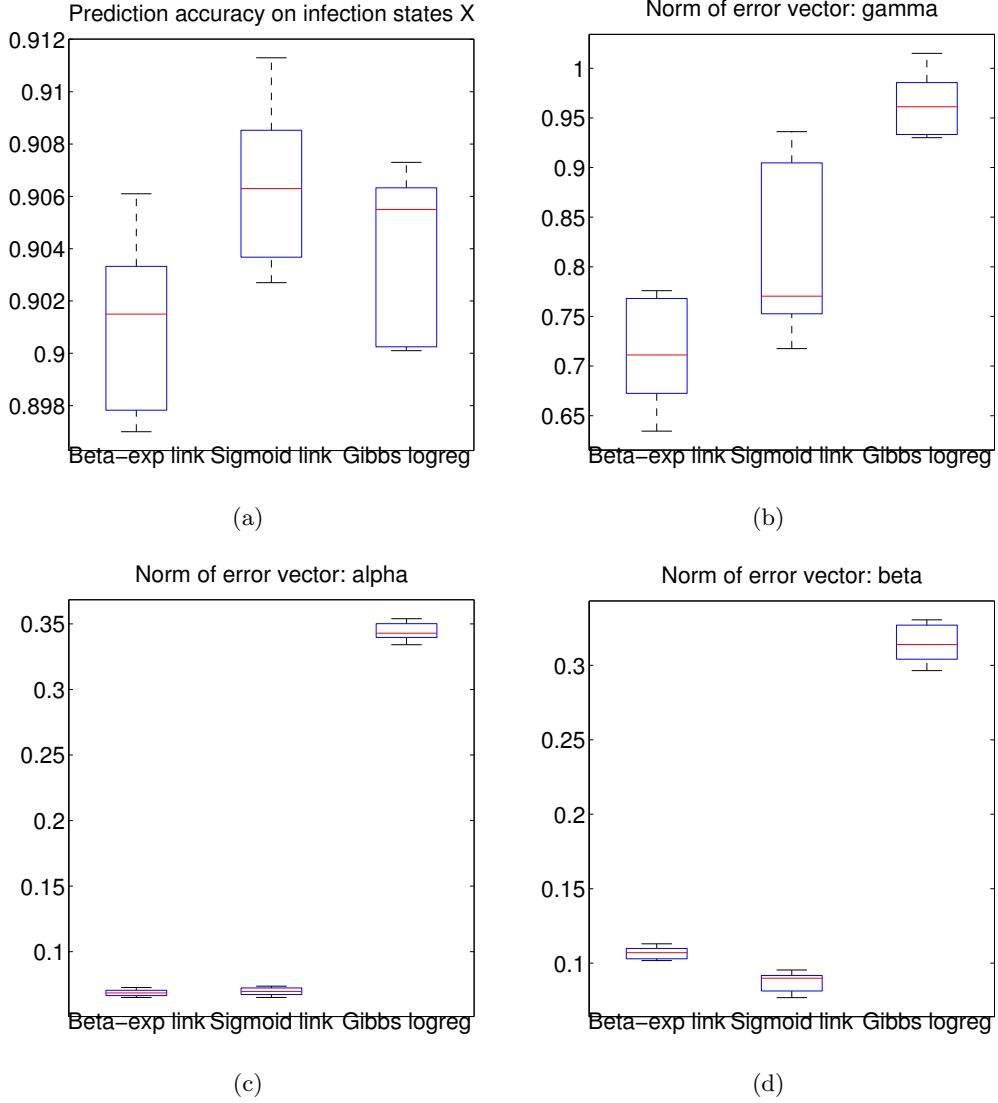 Prediction accuracy on infection states X
0.912
0.91
0.908
0.906
0.904
0.902
0.9
0.898
Beta−exp link Sigmoid link Gibbs logreg
(a)
Norm of error vector: gamma
1
0.95
0.9
0.85
0.8
0.75
0.7
0.65
Beta−exp link Sigmoid link Gibbs logreg
(b)
Norm of error vector: alpha
0.35
0.3
0.25
0.2
0.15
0.1
Beta−exp link Sigmoid link Gibbs logreg
(c)
Norm of error vector: beta
0.3
0.25
0.2
0.15
0.1
Beta−exp link Sigmoid link Gibbs logreg
(d)